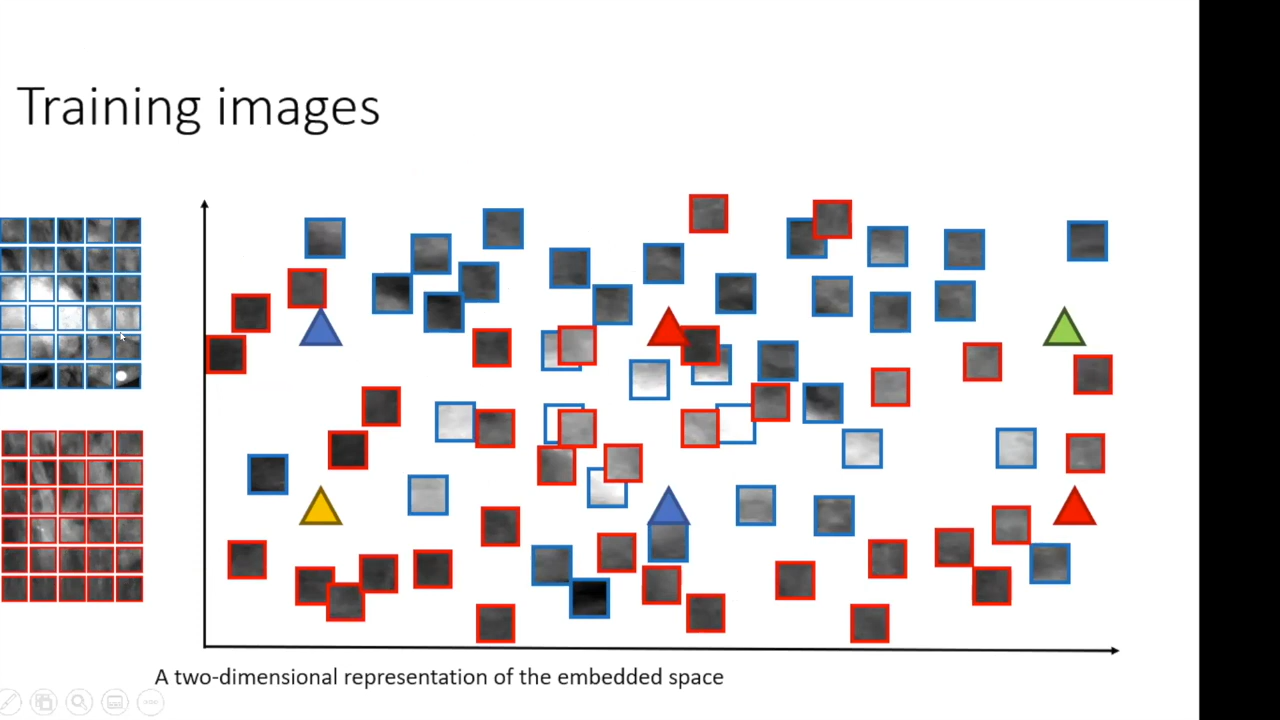 Training images
A two-dimensional representation of the embedded space